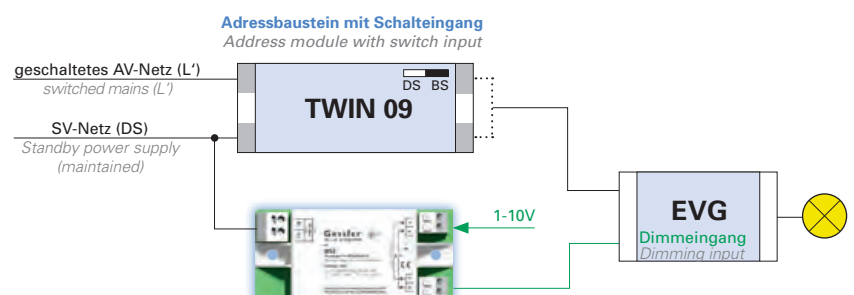 Adressbaustein mit Schalteingang
Address module with switch input
geschaltetes AV-Netz (L‘)
switched mains (L‘)
DS BS
TWIN 09
SV-Netz (DS)
Standby power supply
(maintained)
Gessler
1-10V
EVG
Dimmeingang
Dimming input